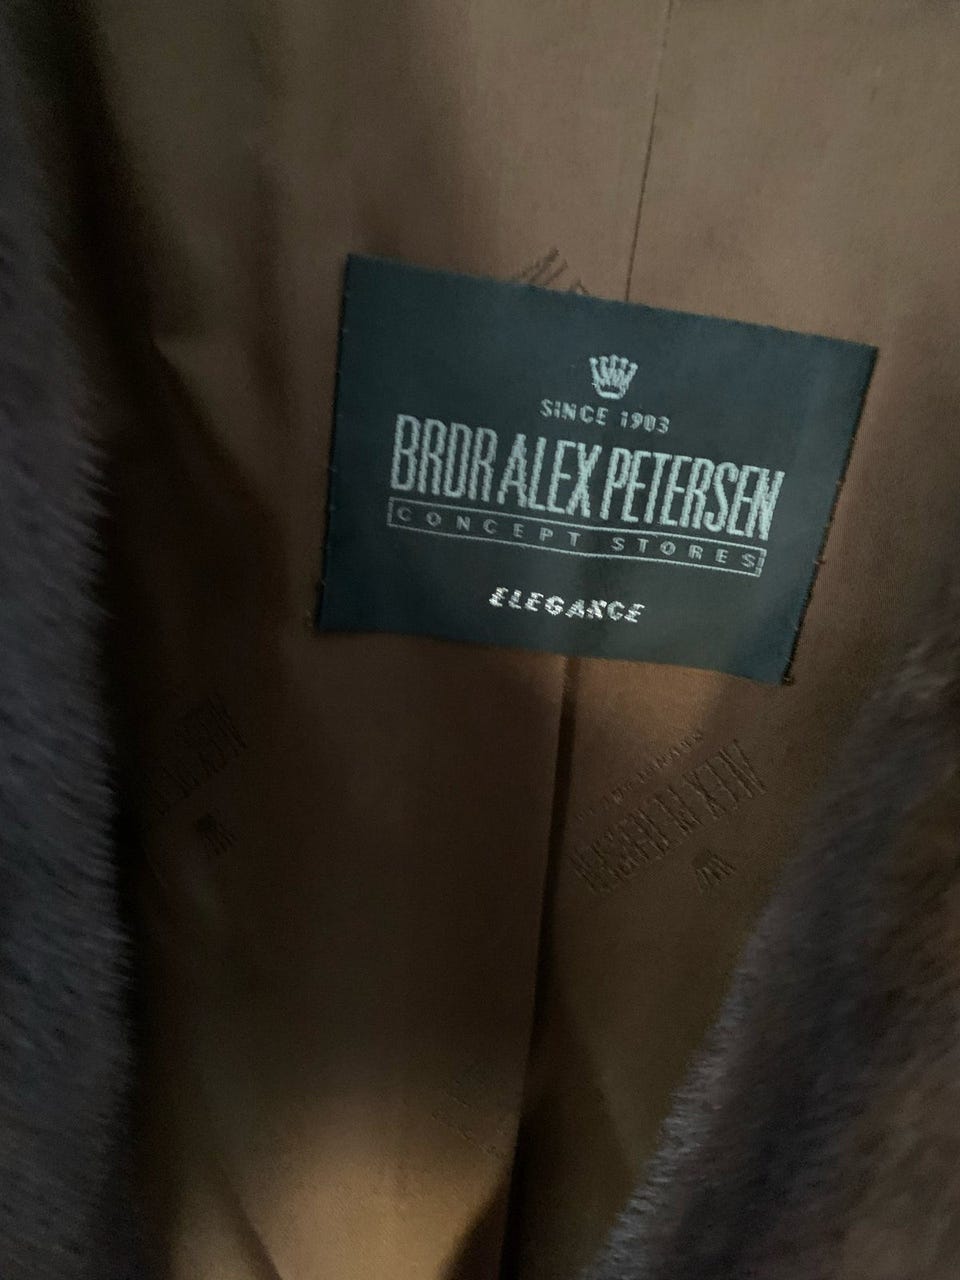 SINCE 1903
BRDR ALEX PETERSEN
CONCEPT STORES
ELEGANCE